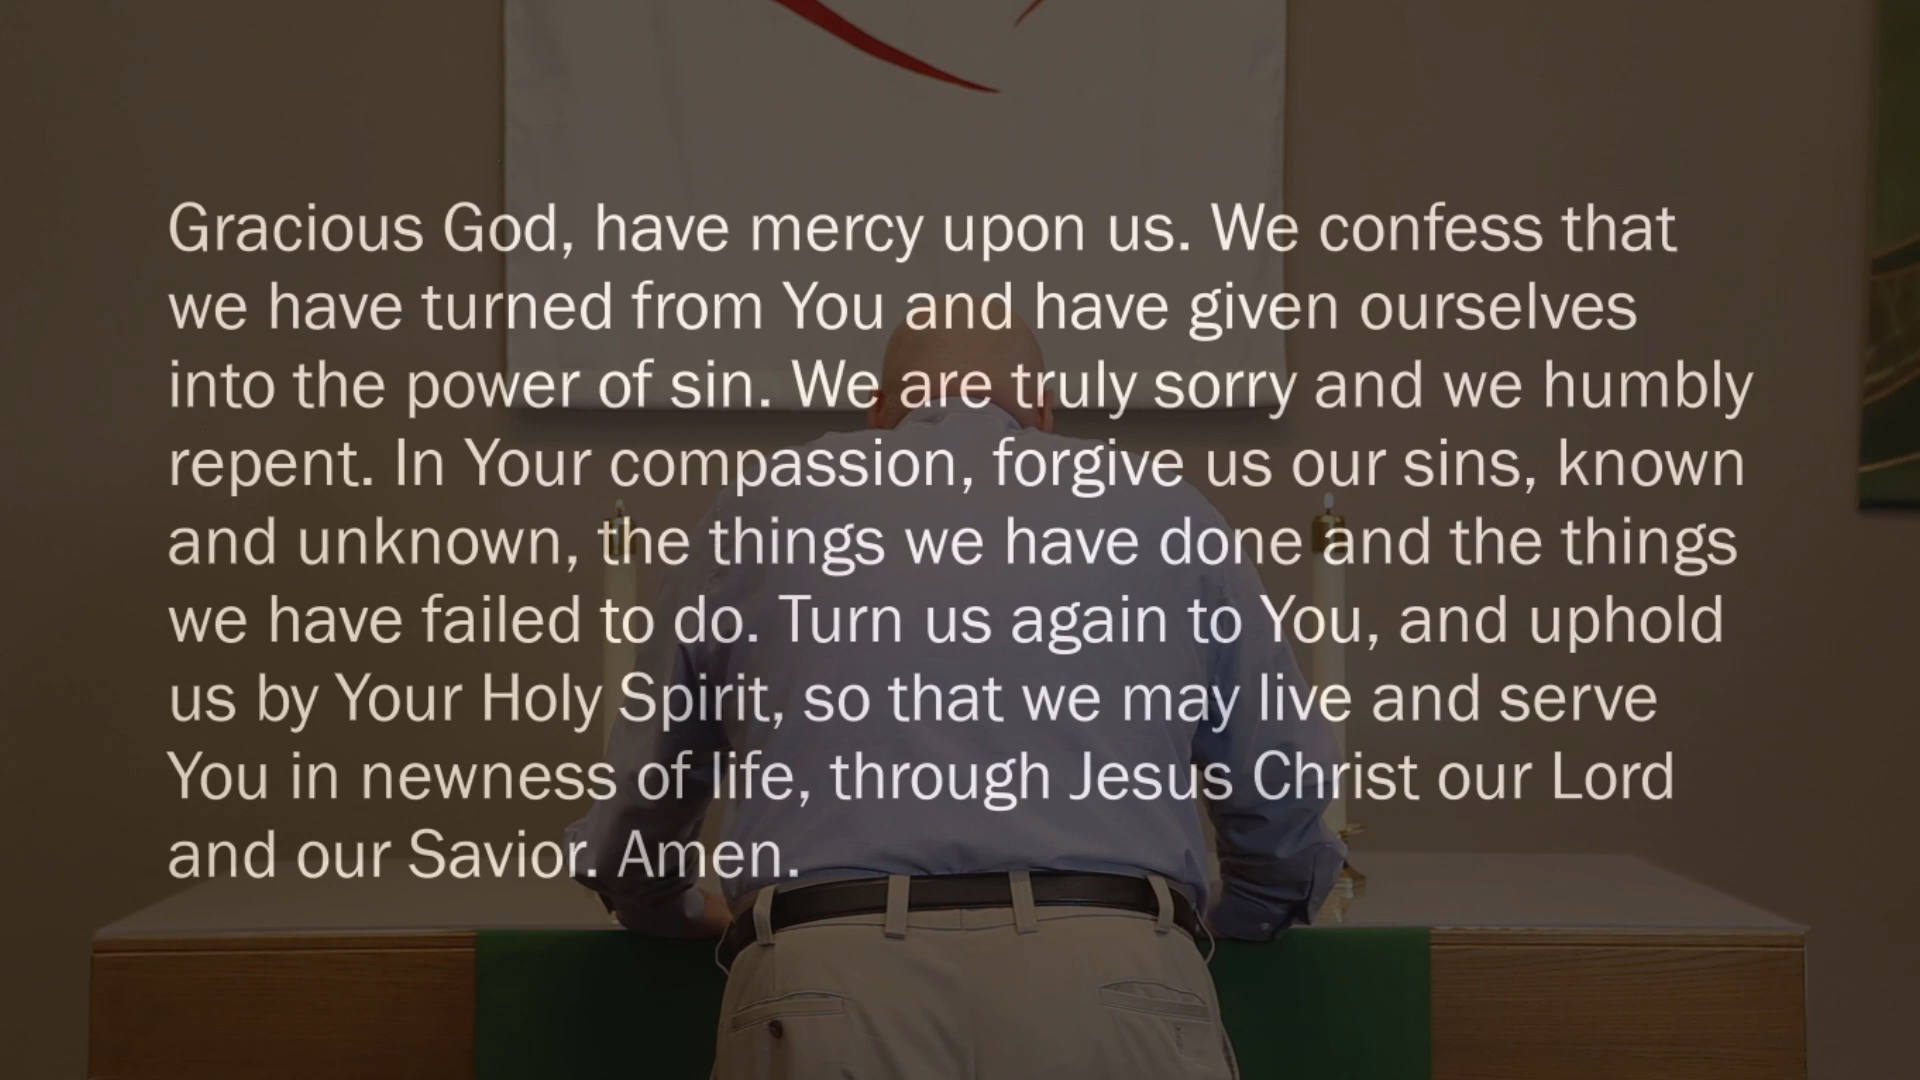 Gracious God, have mercy upon us. We confess that
we have turned from You and have given ourselves
into the power of sin. We are truly sorry and we humbly
repent. In Your compassion, forgive us our sins, known
and unknown, the things we have done and the things
we have failed to do. Turn us again to You, and uphold
us by Your Holy Spirit, so that we may live and serve
You in newness of life, through Jesus Christ our Lord
and our Savior. Amen.